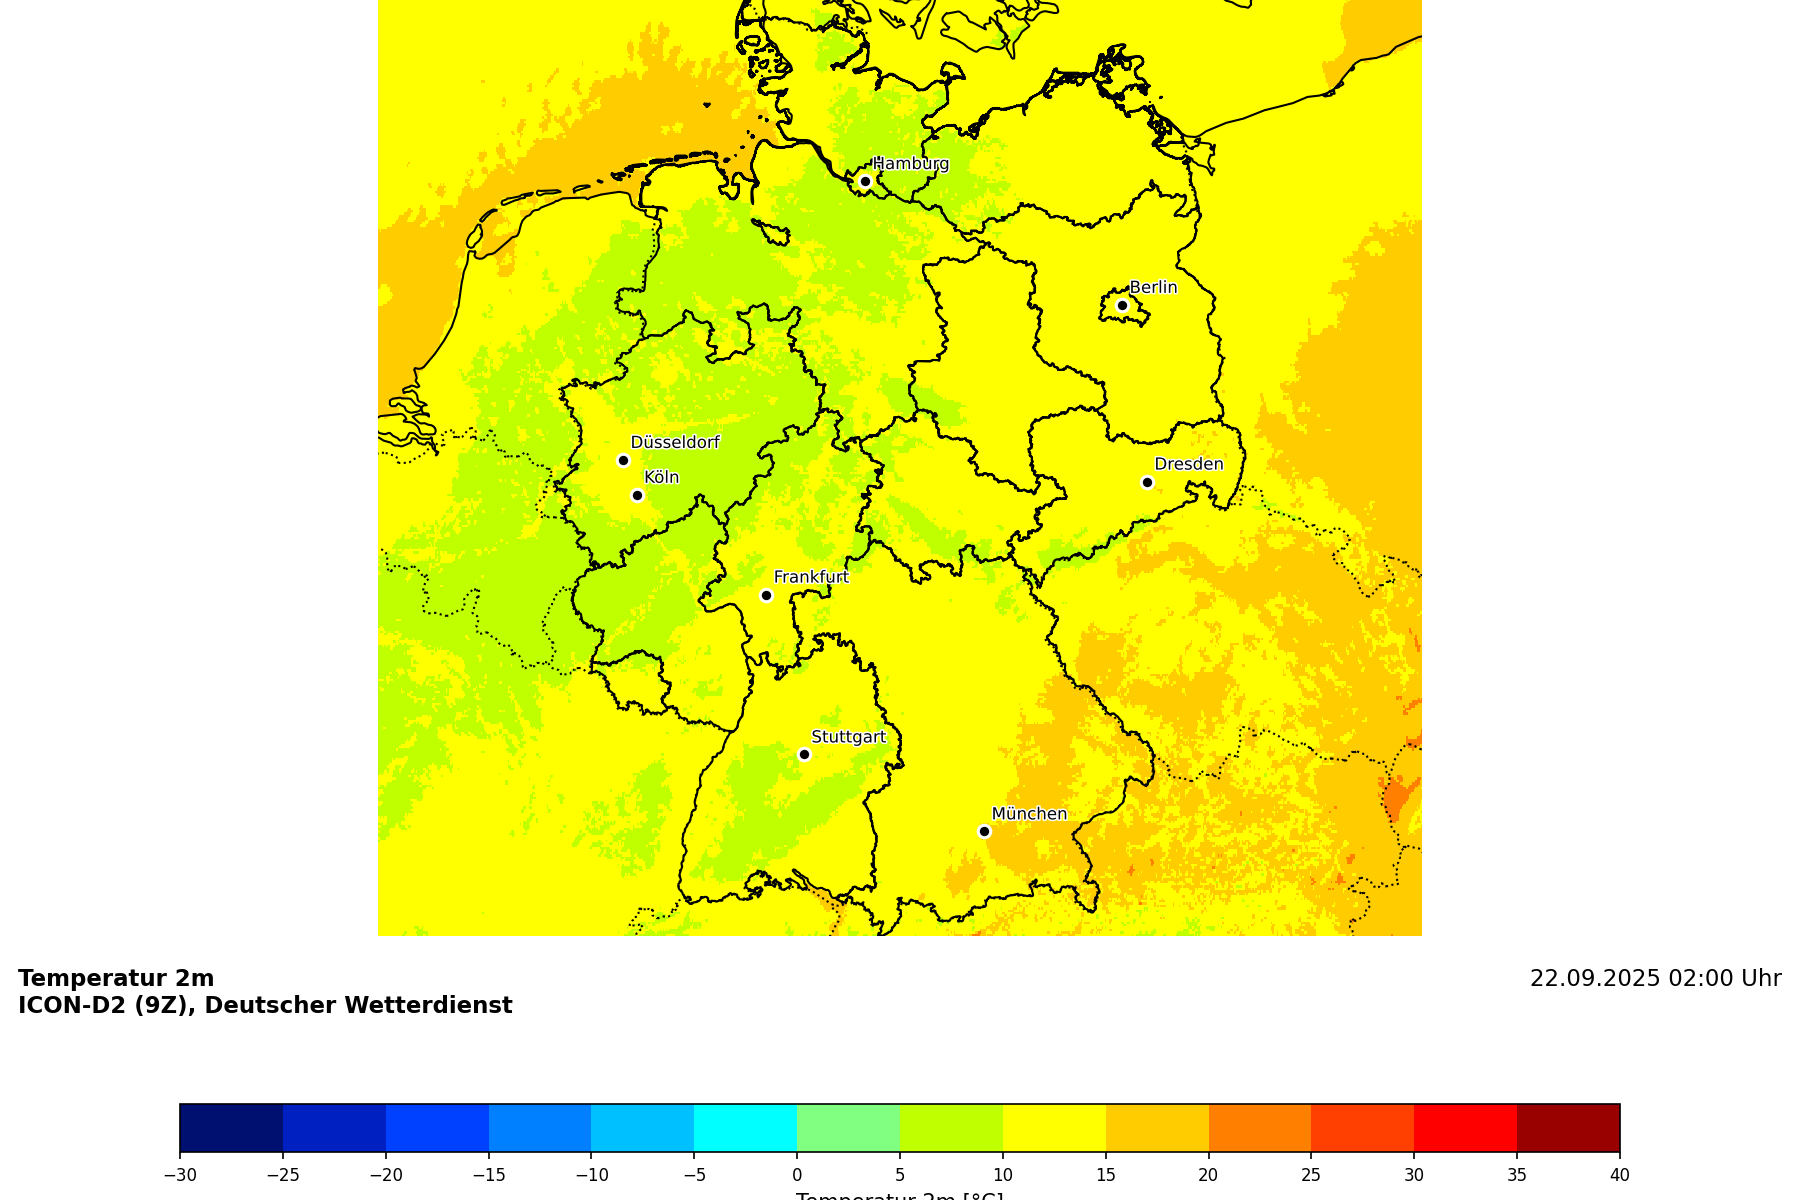 Hamburg
Berlin
Düsseldorf
Dresden
Köln
Frankfurt
Stuttgart
München
Temperatur 2m
22.09.2025 02:00 Uhr
ICON-D2 (9Z), Deutscher Wetterdienst
−30 −25 −20 −15 −10 −5 0 5 10 15 20 25 30 35 40
Temperatur 2m [°C]